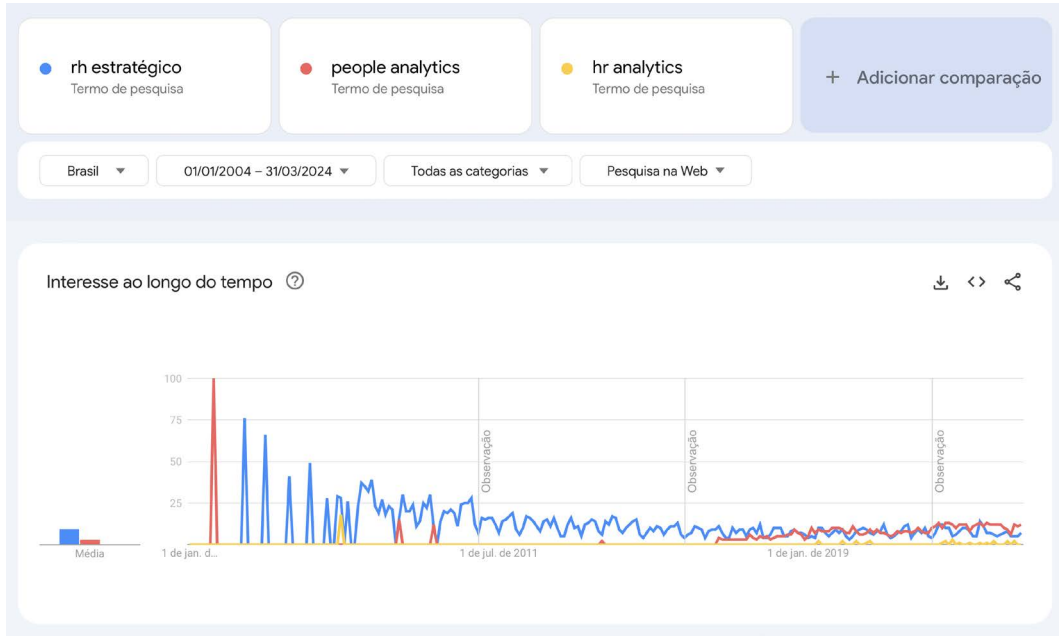 rh estratégico
Termo de pesquisa
people analytics
Termo de pesquisa
hr analytics
Termo de pesquisa
+ Adicionar comparação
Brasil
01/01/2004 – 31/03/2024
Todas as categorias
Pesquisa na Web
Interesse ao longo do tempo
100
75
50
25
Observação
Observação
Observação
Média
1 de jan. d...
1 de jul. de 2011
1 de jan. de 2019